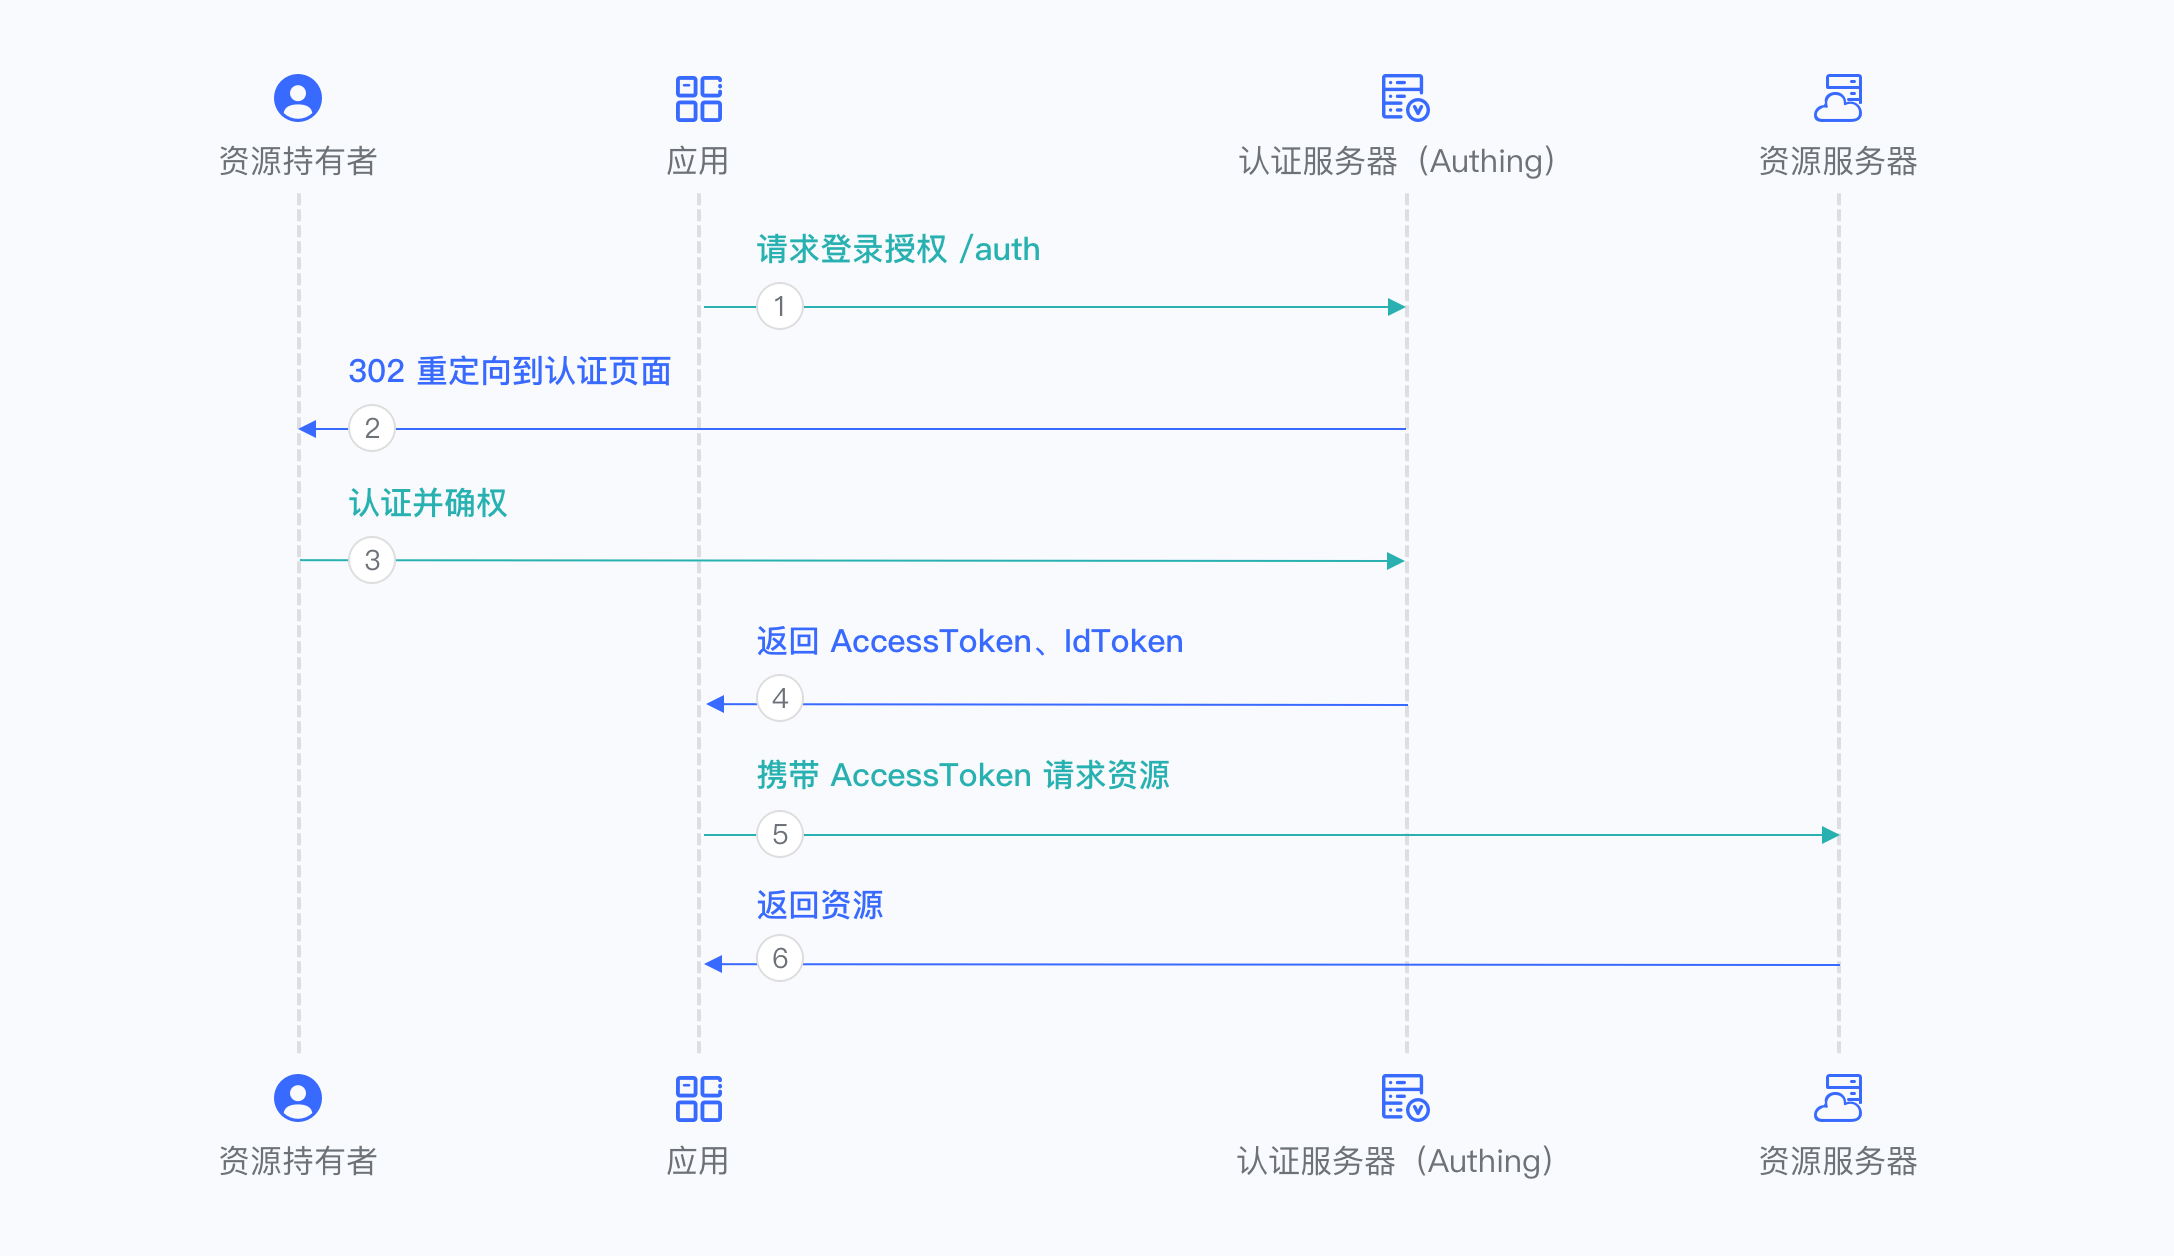 资源持有者
应用
认证服务器（Authing）
资源服务器
请求登录授权 /auth
1
302 重定向到认证页面
2
认证并确权
3
返回 AccessToken、IdToken
4
携带 AccessToken 请求资源
5
返回资源
6
资源持有者
应用
认证服务器（Authing）
资源服务器